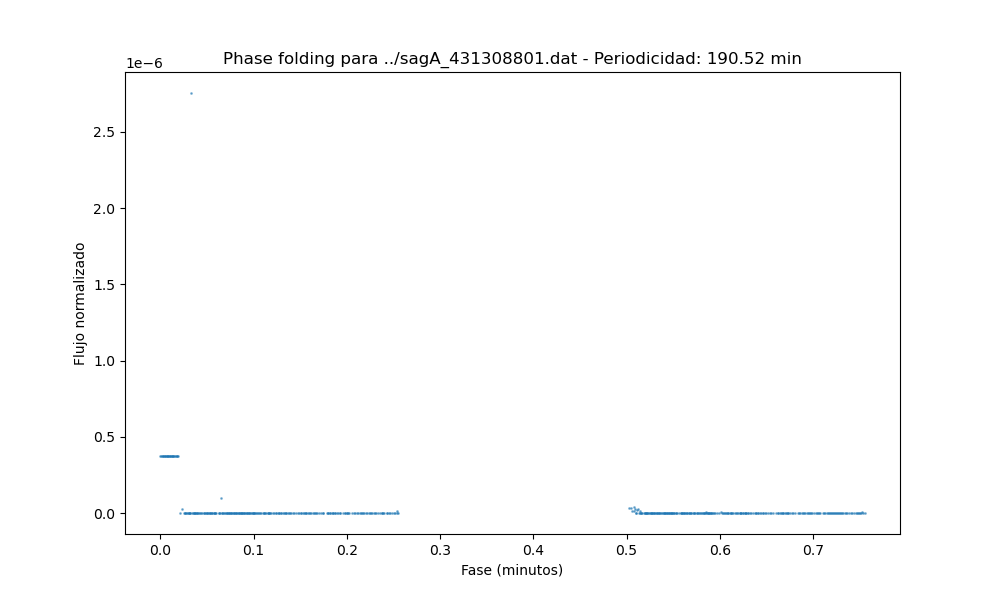 Phase folding para ../sagA_431308801.dat - Periodicidad: 190.52 min
1e−6
2.5
2.0
1.5
1.0
0.5
0.0
Flujo normalizado
0.0 0.1 0.2 0.3 0.4 0.5 0.6 0.7
Fase (minutos)